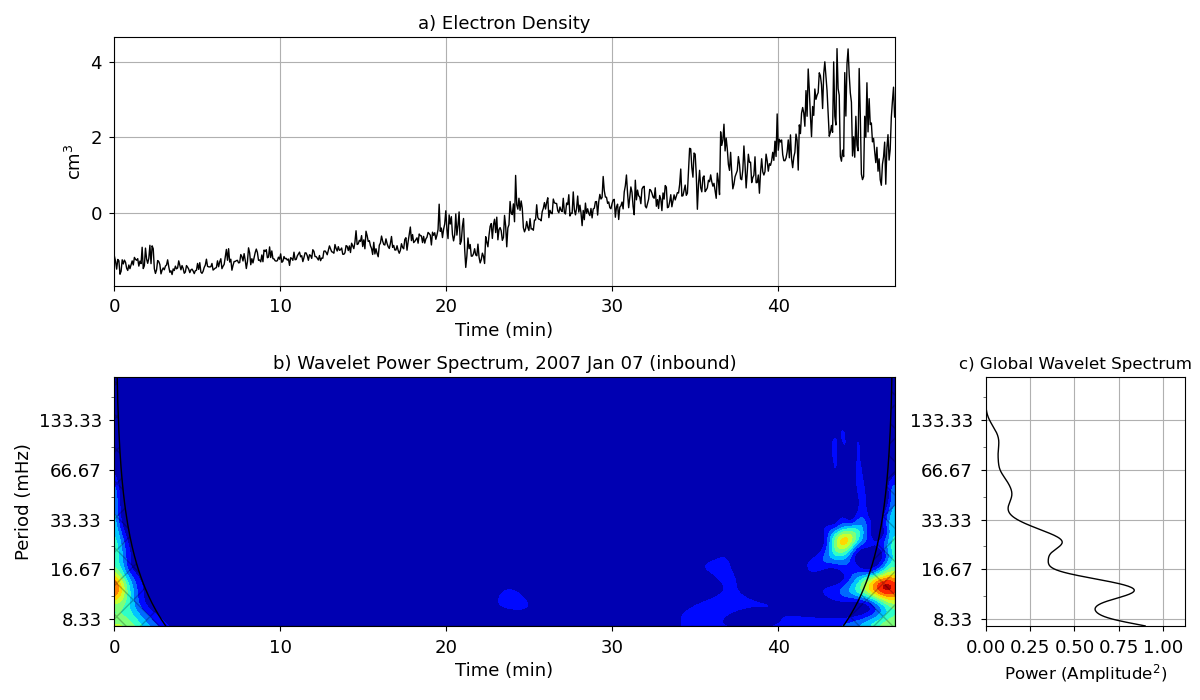 a) Electron Density
4
2
0
cm3
0 10 20 30 40
Time (min)
b) Wavelet Power Spectrum, 2007 Jan 07 (inbound)
133.33
66.67
33.33
16.67
8.33
Period (mHz)
0 10 20 30 40
Time (min)
c) Global Wavelet Spectrum
133.33
66.67
33.33
16.67
8.33
0.00 0.25 0.50 0.75 1.00
Power (Amplitude2)